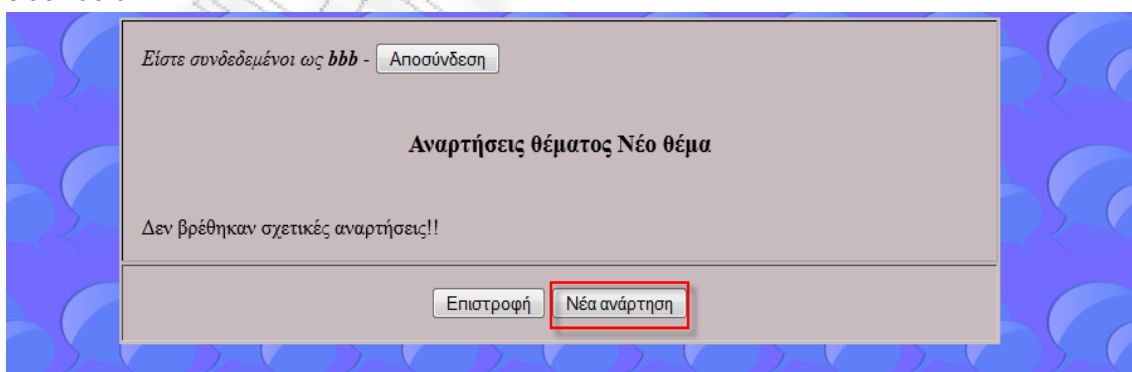 Είστε συνδεδεμένοι ως bbb - Αποσύνδεση
Αναρτήσεις θέματος Νέο θέμα
Δεν βρέθηκαν σχετικές αναρτήσεις!!
Επιστροφή Νέα ανάρτηση